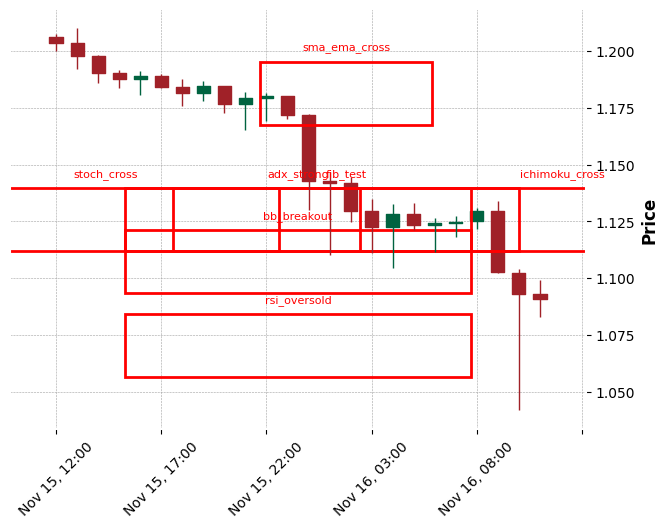 sma_ema_cross
stoch_cross
fib_test
ichimoku_cross
bb_breakout
rsi_oversold
1.200
1.175
1.150
1.125
1.100
1.075
1.050
Price
Nov 15, 12:00
Nov 15, 17:00
Nov 15, 22:00
Nov 16, 03:00
Nov 16, 08:00